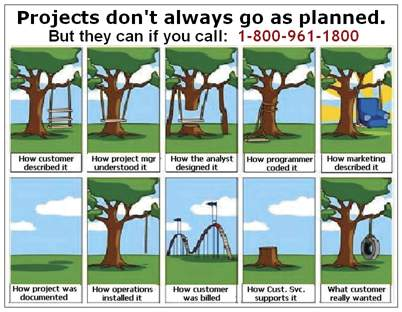 Projects don't always go as planned.
But they can if you call: 1-800-961-1800
How customer
described it
How project mgr
understood it
How the analyst
designed it
How programmer
coded it
How marketing
described it
How project was
documented
How operations
installed it
How customer
was billed
How Cust. Svc.
supports it
What customer
really wanted